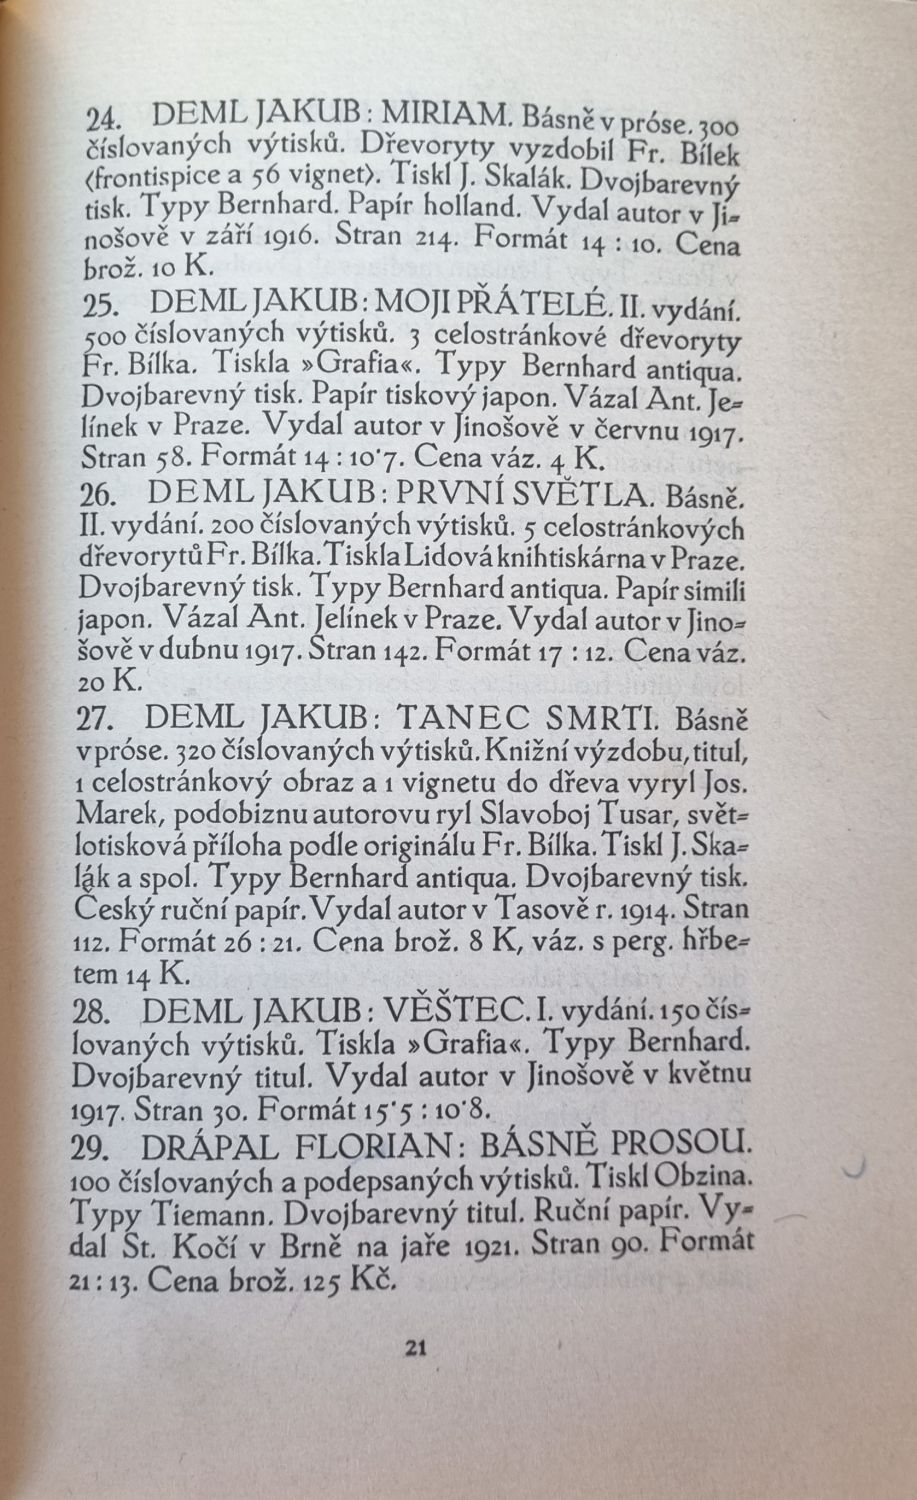 24. DEML JAKUB: MIRIAM. Básně v próse. 300
číslovaných výtisků. Dřevoryty vyzdobil Fr. Bílek
(frontispice a 56 vignet). Tiskl J. Skalák. Dvojbarevný
tisk. Typy Bernhard. Papír holland. Vydal autor v Ji-
nošově v září 1916. Stran 214. Formát 14 : 10. Cena
brož. 10 K.
25. DEML JAKUB: MOJI PŘÁTELÉ. II. vydání.
500 číslovaných výtisků. 3 celostránkové dřevoryty
Fr. Bílka. Tiskla »Grafia«. Typy Bernhard antiqua.
Dvojbarevný tisk. Papír tiskový japon. Vázal Ant. Je-
línek v Praze. Vydal autor v Jinošově v červnu 1917.
Stran 58. Formát 14 : 10·7. Cena váz. 4 K.
26. DEML JAKUB: PRVNÍ SVĚTLA. Básně.
II. vydání. 200 číslovaných výtisků. 5 celostránkových
dřevorytů Fr. Bílka. Tiskla Lidová knihtiskárna v Praze.
Dvojbarevný tisk. Typy Bernhard antiqua. Papír simili
japon. Vázal Ant. Jelínek v Praze. Vydal autor v Jino-
šově v dubnu 1917. Stran 142. Formát 17 : 12. Cena váz.
20 K.
27. DEML JAKUB: TANEC SMRTI. Básně
v próse. 320 číslovaných výtisků. Knižní výzdobu, titul,
1 celostránkový obraz a 1 vignetu do dřeva vyryl Jos.
Marek, podobiznu autorovu ryl Slavoboj Tusar, svět-
lotisková příloha podle originálu Fr. Bílka. Tiskl J. Ska-
lák a spol. Typy Bernhard antiqua. Dvojbarevný tisk.
Český ruční papír. Vydal autor v Tasově r. 1914. Stran
112. Formát 26 : 21. Cena brož. 8 K, váz. s perg. hřbe-
tem 14 K.
28. DEML JAKUB: VĚŠTEC. I. vydání. 150 čís-
lovaných výtisků. Tiskla »Grafia«. Typy Bernhard.
Dvojbarevný titul. Vydal autor v Jinošově v květnu
1917. Stran 30. Formát 15·5 : 10·8.
29. DRÁPAL FLORIAN: BÁSNĚ PROSOU.
100 číslovaných a podepsaných výtisků. Tiskl Obzina.
Typy Tiemann. Dvojbarevný titul. Ruční papír. Vy-
dal St. Kočí v Brně na jaře 1921. Stran 90. Formát
21 : 13. Cena brož. 125 Kč.
21